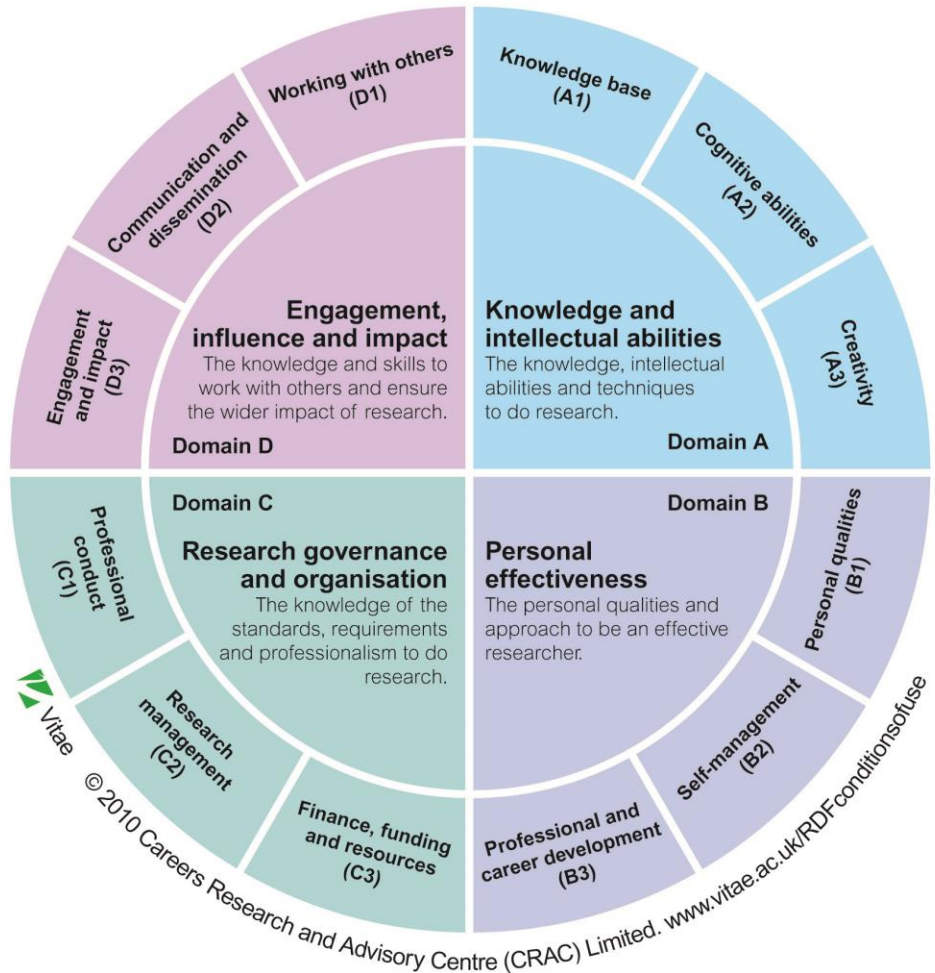 Working with others
(D1)
Communication and
dissemination
(D2)
Engagement
and impact
(D3)
Engagement,
influence and impact
The knowledge and skills to
work with others and ensure
the wider impact of research.
Domain D
Knowledge base
(A1)
Cognitive abilities
(A2)
Creativity
(A3)
Knowledge and
intellectual abilities
The knowledge, intellectual
abilities and techniques
to do research.
Domain A
Domain B
Personal
effectiveness
The personal qualities and
approach to be an effective
researcher.
Personal qualities
(B1)
Self-management
(B2)
Professional and
career development
(B3)
Domain C
Research governance
and organisation
The knowledge of the
standards, requirements
and professionalism to do
research.
Professional
conduct
(C1)
Research
management
(C2)
Finance, funding
and resources
(C3)
Vitae
© 2010 Careers Research and Advisory Centre (CRAC) Limited. www.vitae.ac.uk/RDFconditionsofuse